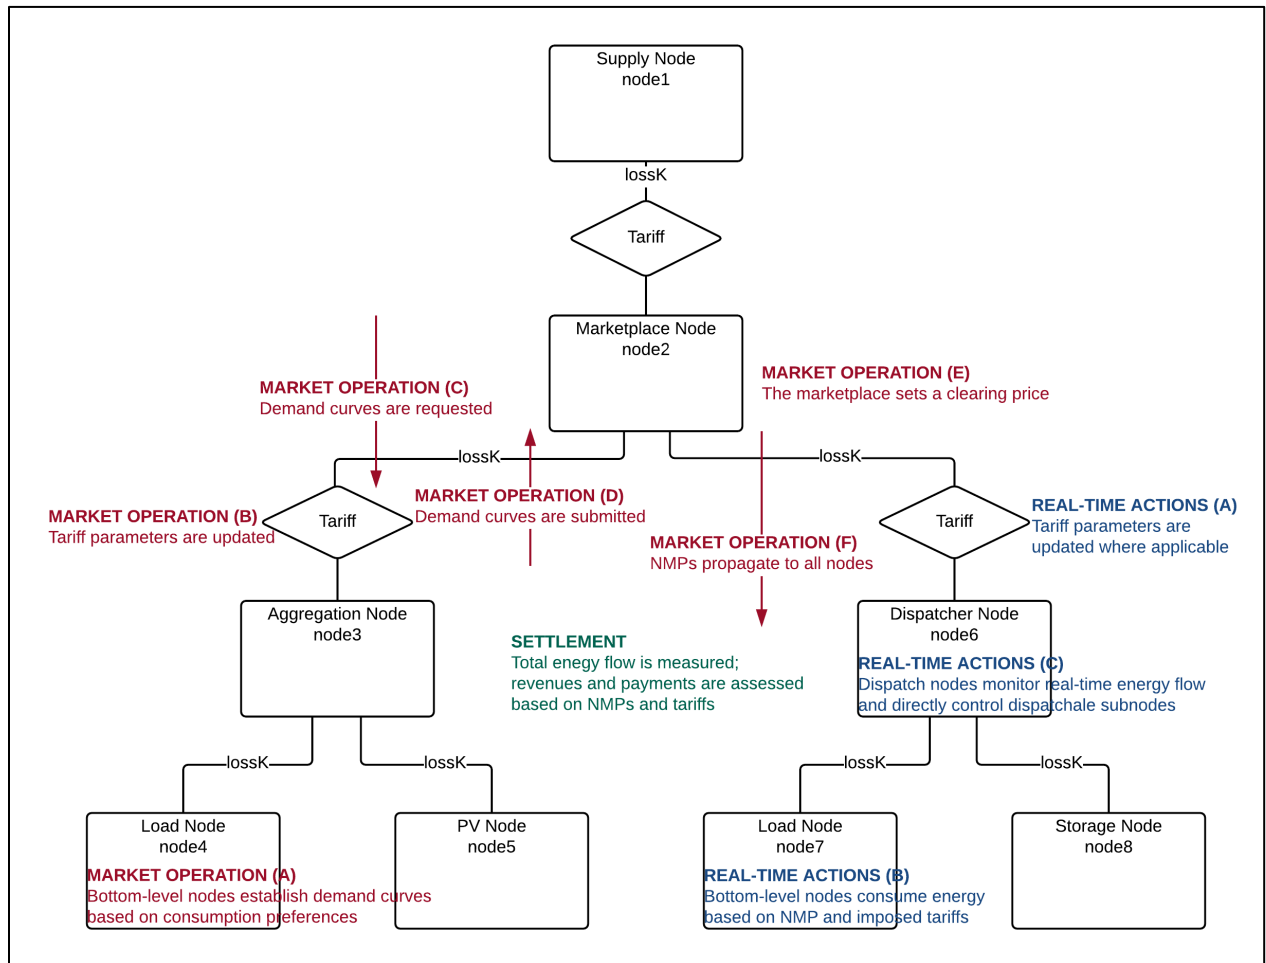 Supply Node
node1
lossK
Tariff
Marketplace Node
node2
MARKET OPERATION (E)
The marketplace sets a clearing price
MARKET OPERATION (C)
Demand curves are requested
lossK
lossK
MARKET OPERATION (D)
Demand curves are submitted
MARKET OPERATION (B)
Tariff parameters are updated
Tariff
Tariff
REAL-TIME ACTIONS (A)
Tariff parameters are
updated where applicable
MARKET OPERATION (F)
NMPs propagate to all nodes
Aggregation Node
node3
Dispatcher Node
node6
SETTLEMENT
Total enegy flow is measured;
revenues and payments are assessed
based on NMPs and tariffs
REAL-TIME ACTIONS (C)
Dispatch nodes monitor real-time energy flow
and directly control dispatchale subnodes
lossK
lossK
lossK
lossK
Load Node
node4
PV Node
node5
Load Node
node7
Storage Node
node8
MARKET OPERATION (A)
Bottom-level nodes establish demand curves
based on consumption preferences
REAL-TIME ACTIONS (B)
Bottom-level nodes consume energy
based on NMP and imposed tariffs